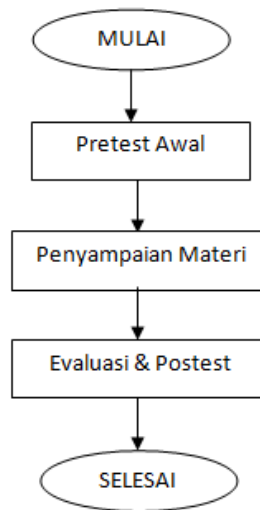 MULAI
Pretest Awal
Penyampaian Materi
Evaluasi & Postest
SELESAI